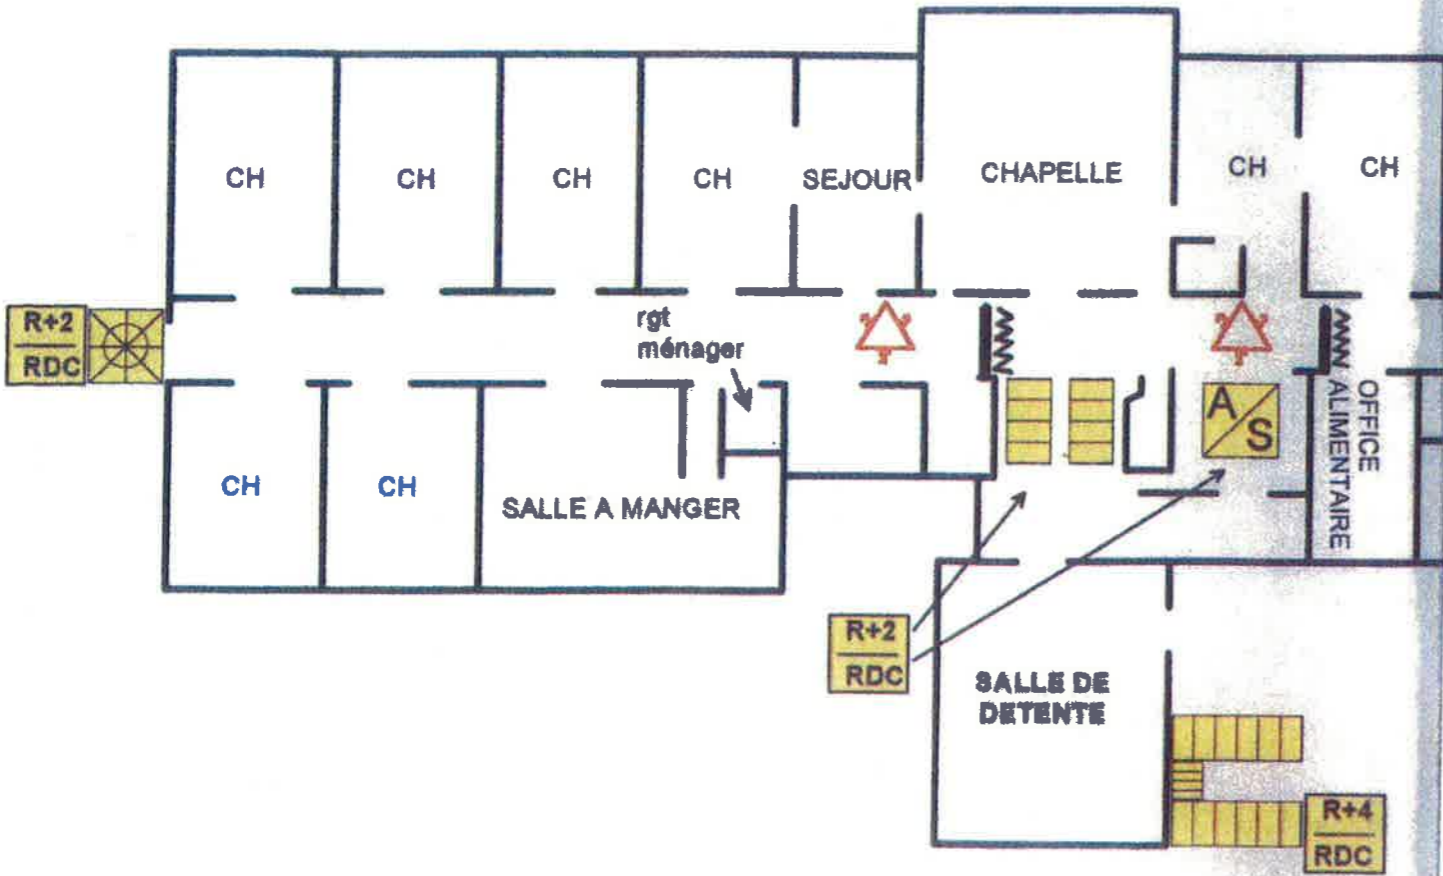 CH
CH
CH
CH
SEJOUR
CHAPELLE
CH
CH
R+2
RDC
rgt
ménager
A/S
OFFICE
ALIMENTAIRE
CH
CH
SALLE A MANGER
R+2
RDC
SALLE DE
DETENTE
R+4
RDC